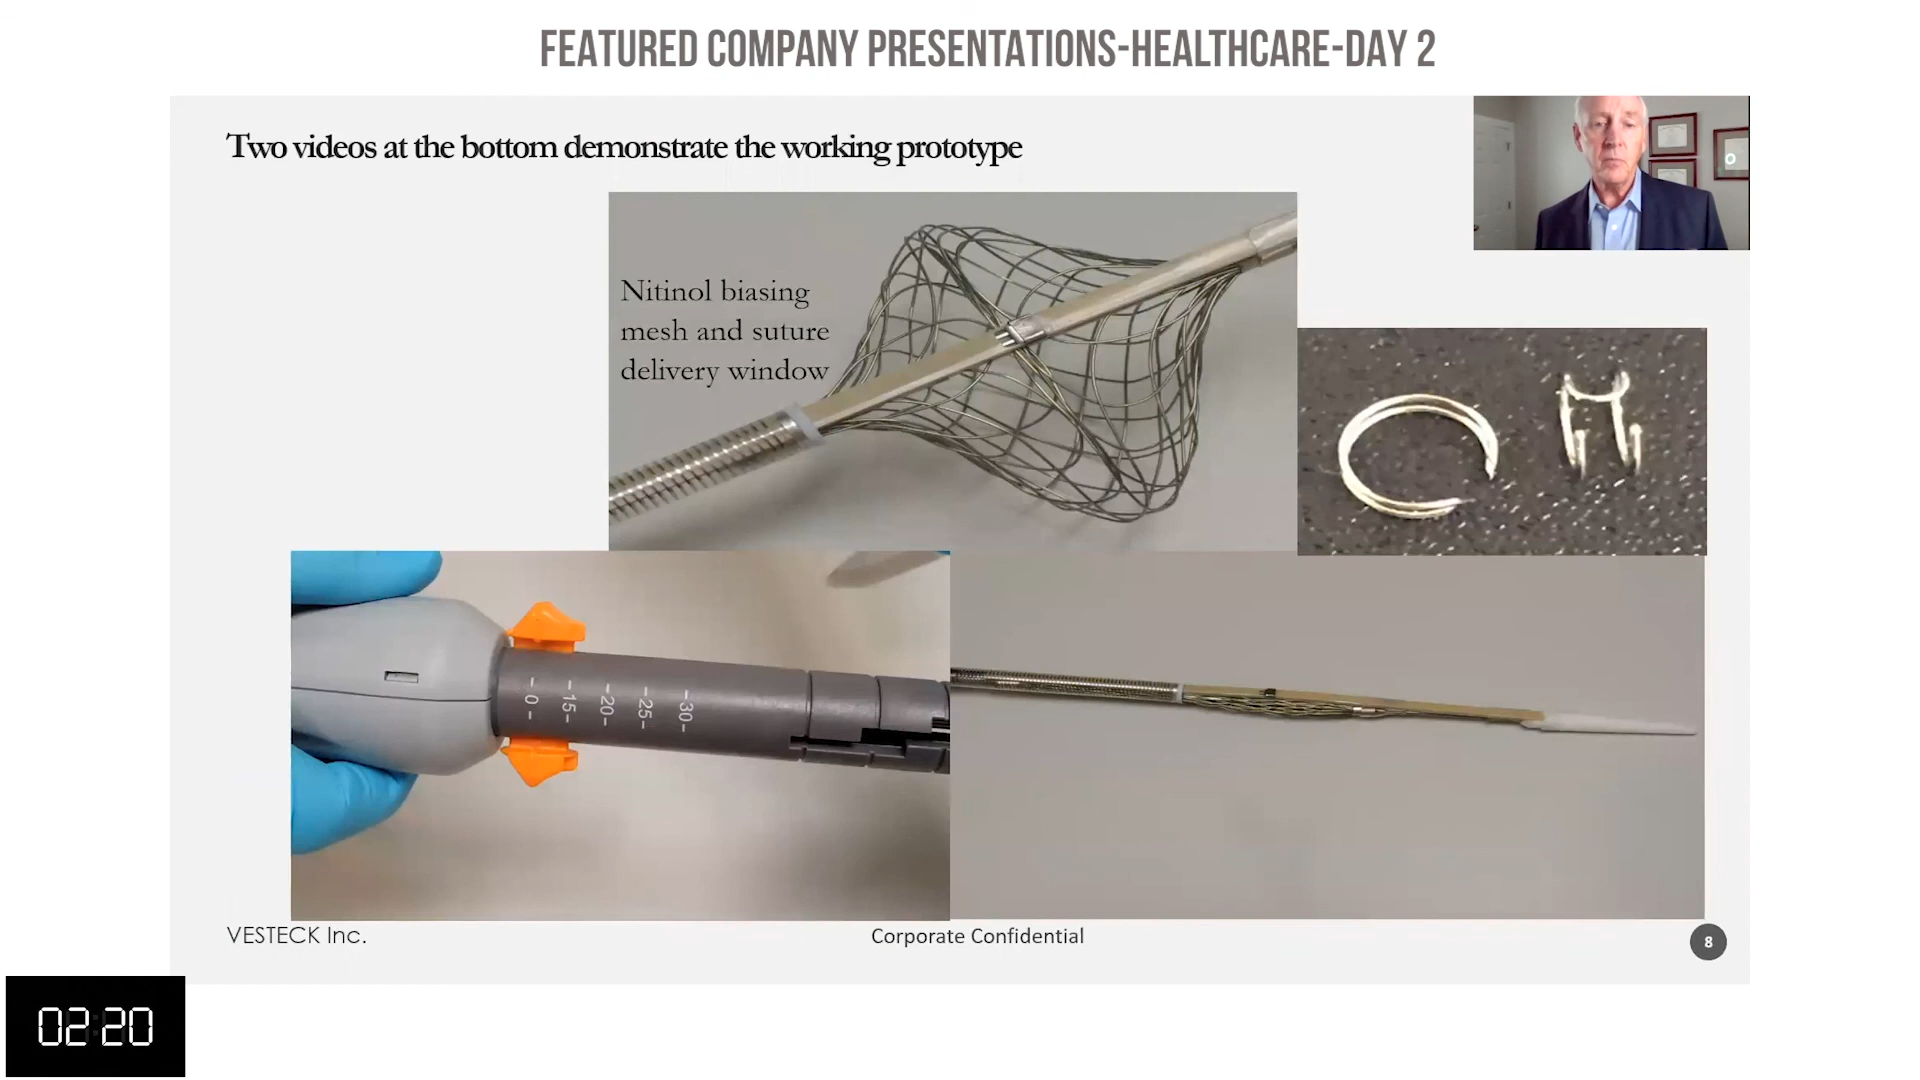 FEATURED COMPANY PRESENTATIONS-HEALTHCARE-DAY 2
Two videos at the bottom demonstrate the working prototype
Nitinol biasing
mesh and suture
delivery window
-0-
-15-
-20-
-25-
-30-
VESTECK Inc.
Corporate Confidential
8
02:20